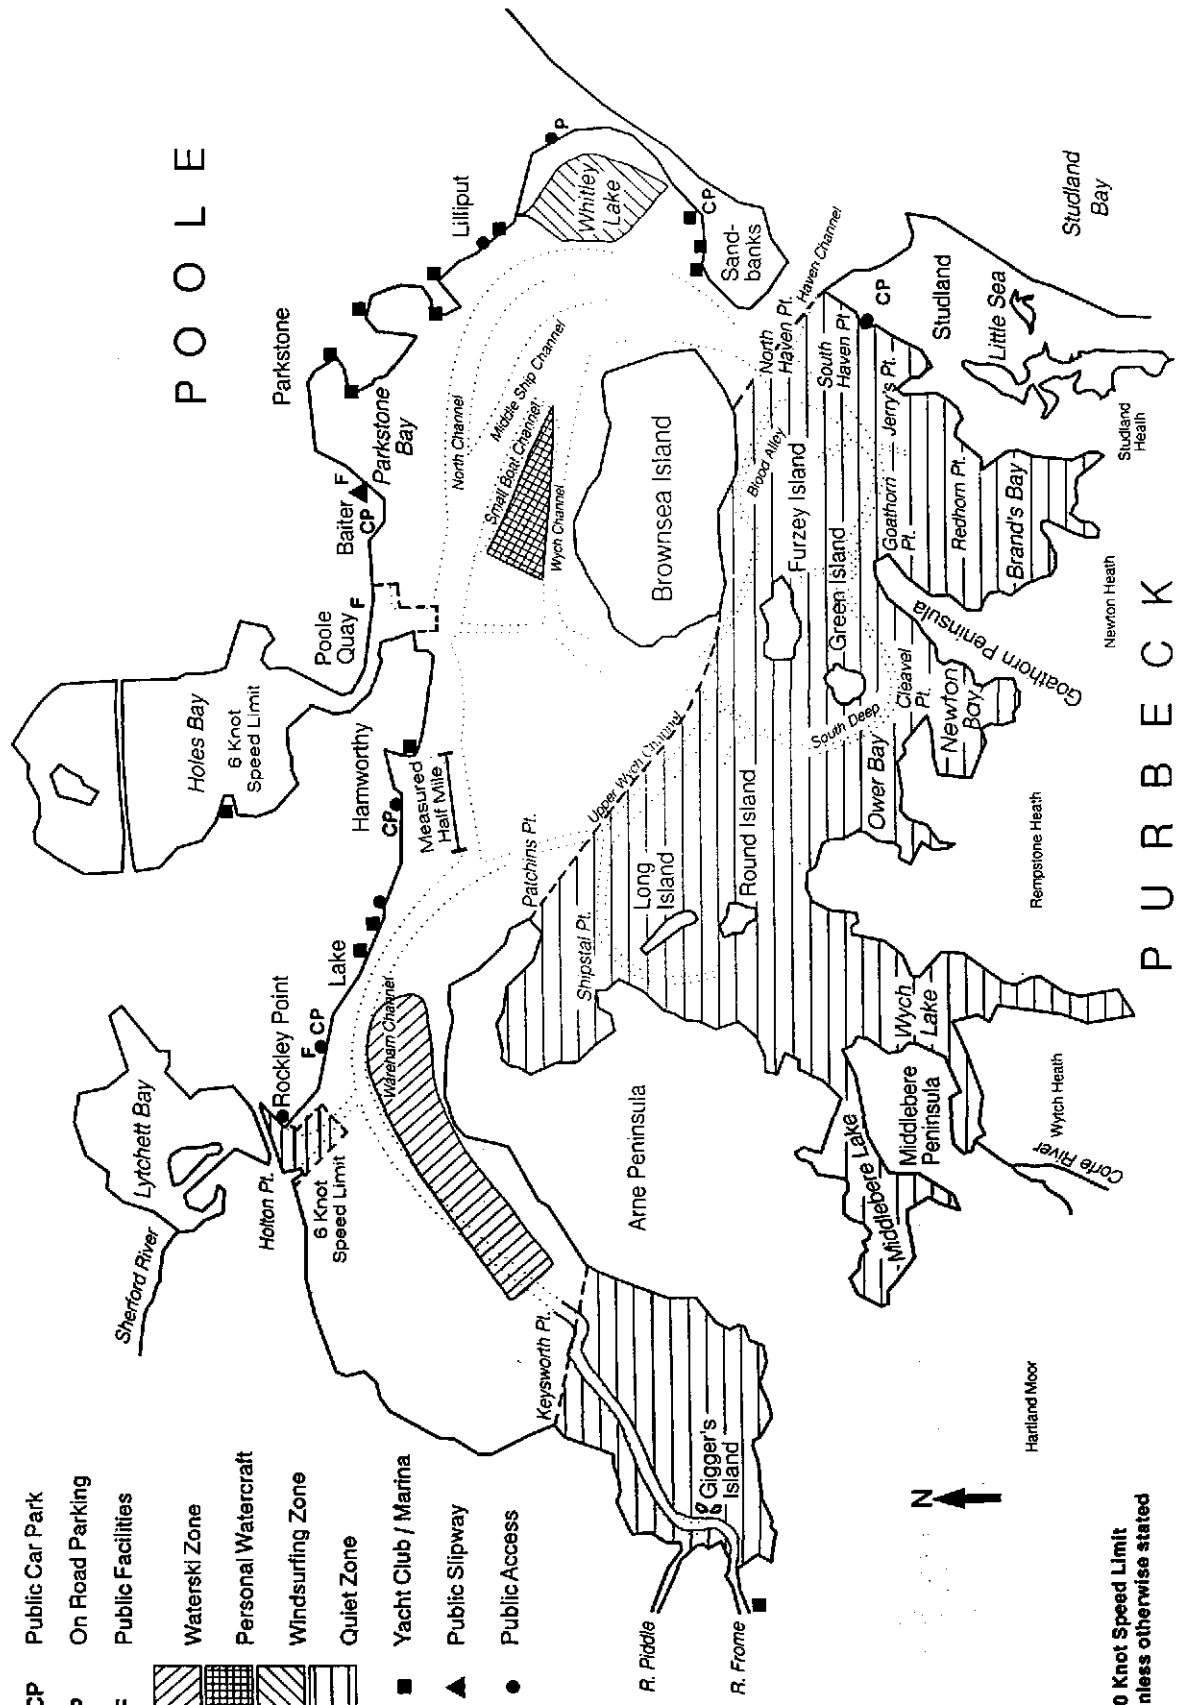 POOLE
Parkstone
Lilliput
P
Whitley
Lake
CP
Sand-
banks
Parkstone
Bay
Baiter
F
CP
Poole
Quay
F
Holes Bay
6 Knot
Speed Limit
Hamworthy
CP
Measured
Half Mile
Lake
F
CP
Rockley Point
Lytchett Bay
Sherford River
Holton Pt.
6 Knot
Speed Limit
North Channel
Middle Ship Channel
Small Boat Channel
Wych Channel
Wareham Channel
Patchins Pt.
Upper Wych Channel
Brownsea Island
North
Haven Pt.
Haven Channel
South
Haven Pt
CP
Studland
Studland
Bay
Little Sea
Studland
Heath
Blood Alley
Furzey Island
Green Island
Jerry's Pt.
Goathorn
Pt.
Redhorn Pt.
Brand's Bay
Goathorn Peninsula
Newton Heath
Cleavel
Pt.
Newton
Bay
South Deep
Ower Bay
Round Island
Long
Island
Shipstal Pt.
Rempstone Heath
PURBECK
Arne Peninsula
Wych
Lake
Middlebere
Peninsula
Middlebere Lake
Wytch Heath
Corfe River
Keysworth Pt.
Gigger's
Island
R. Piddle
R. Frome
Hartland Moor
N
CP Public Car Park
P On Road Parking
F Public Facilities
Waterski Zone
Personal Watercraft
Windsurfing Zone
Quiet Zone
Yacht Club / Marina
Public Slipway
Public Access
0 Knot Speed Limit
nless otherwise stated